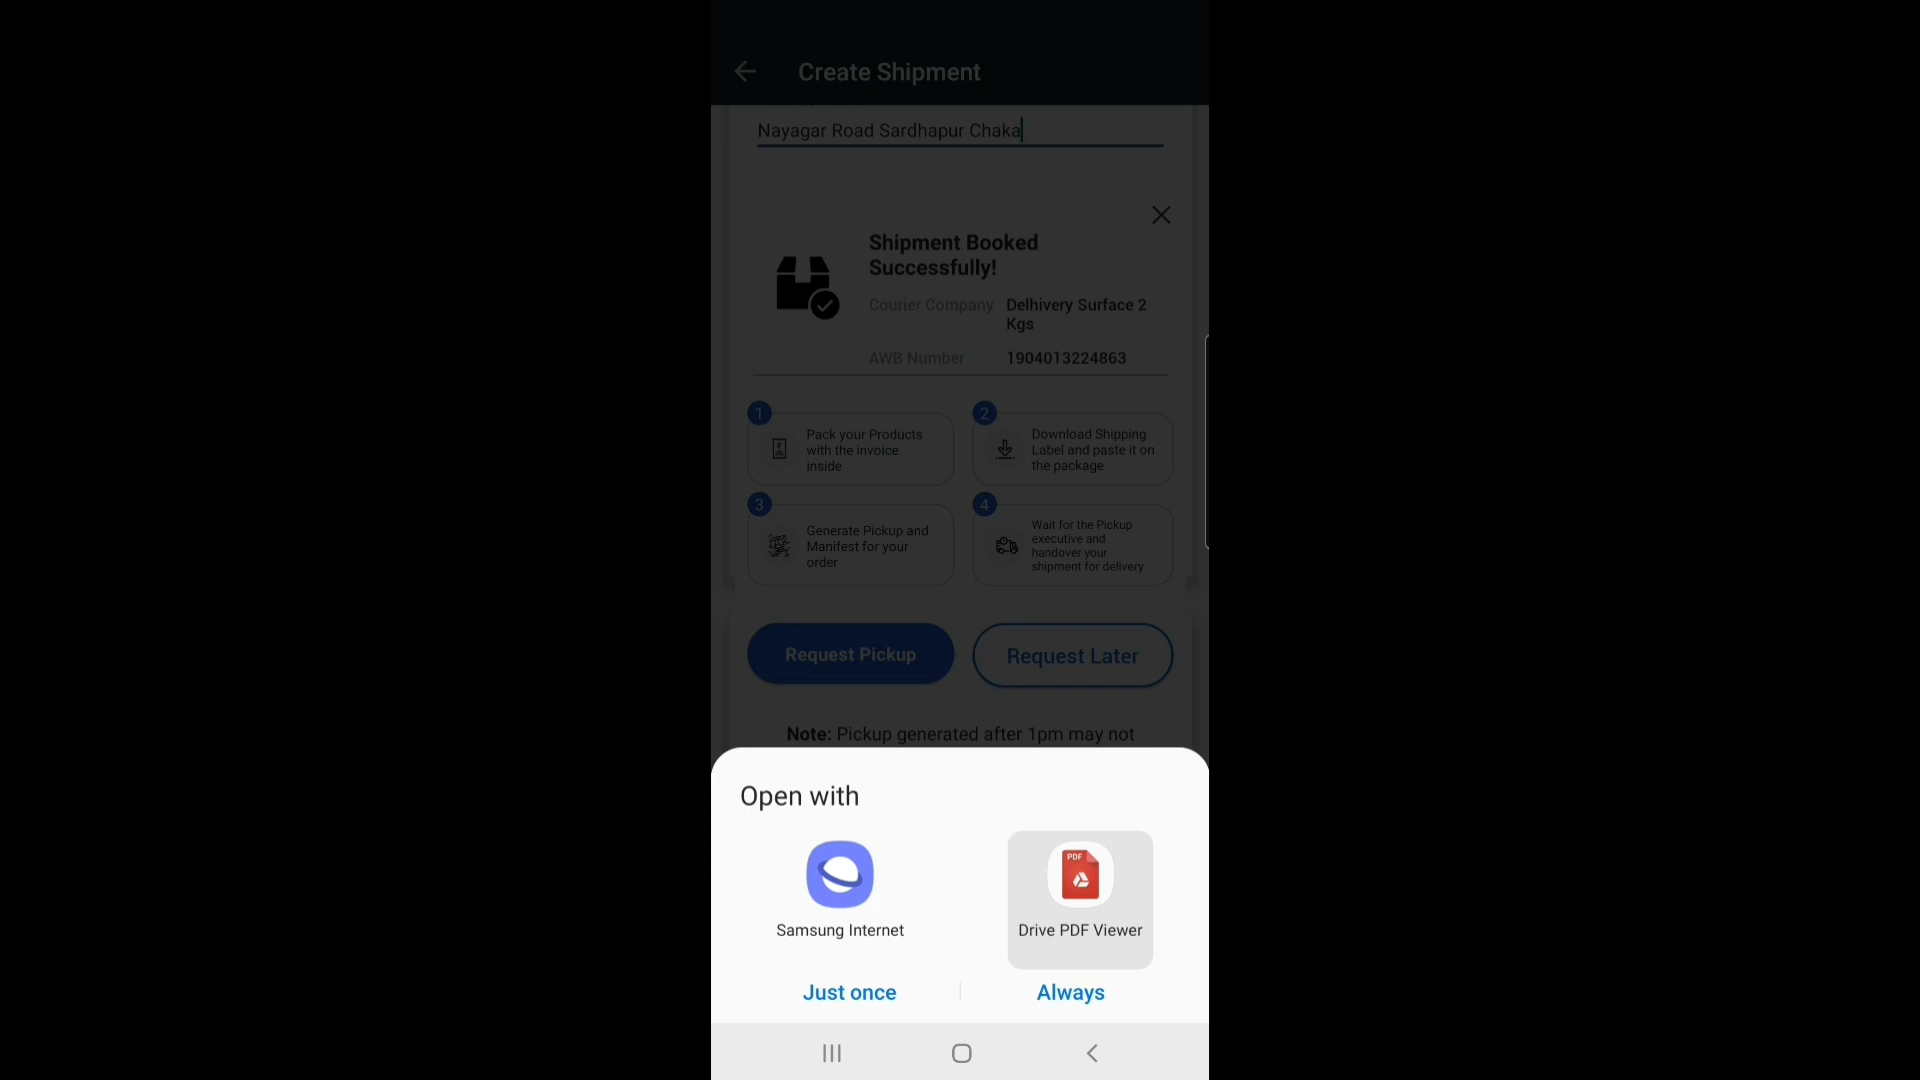 Create Shipment
Nayagar Road Sardhapur Chaka
Shipment Booked
Successfully!
Courier Company Delhivery Surface 2
Kgs
AWB Number 1904013224863
1
Pack your Products
with the invoice
inside
2
Download Shipping
Label and paste it on
the package
3
Generate Pickup and
Manifest for your
order
4
Wait for the Pickup
executive and
handover your
shipment for delivery
Request Pickup
Request Later
Note: Pickup generated after 1pm may not
Open with
PDF
Samsung Internet
Drive PDF Viewer
Just once
Always